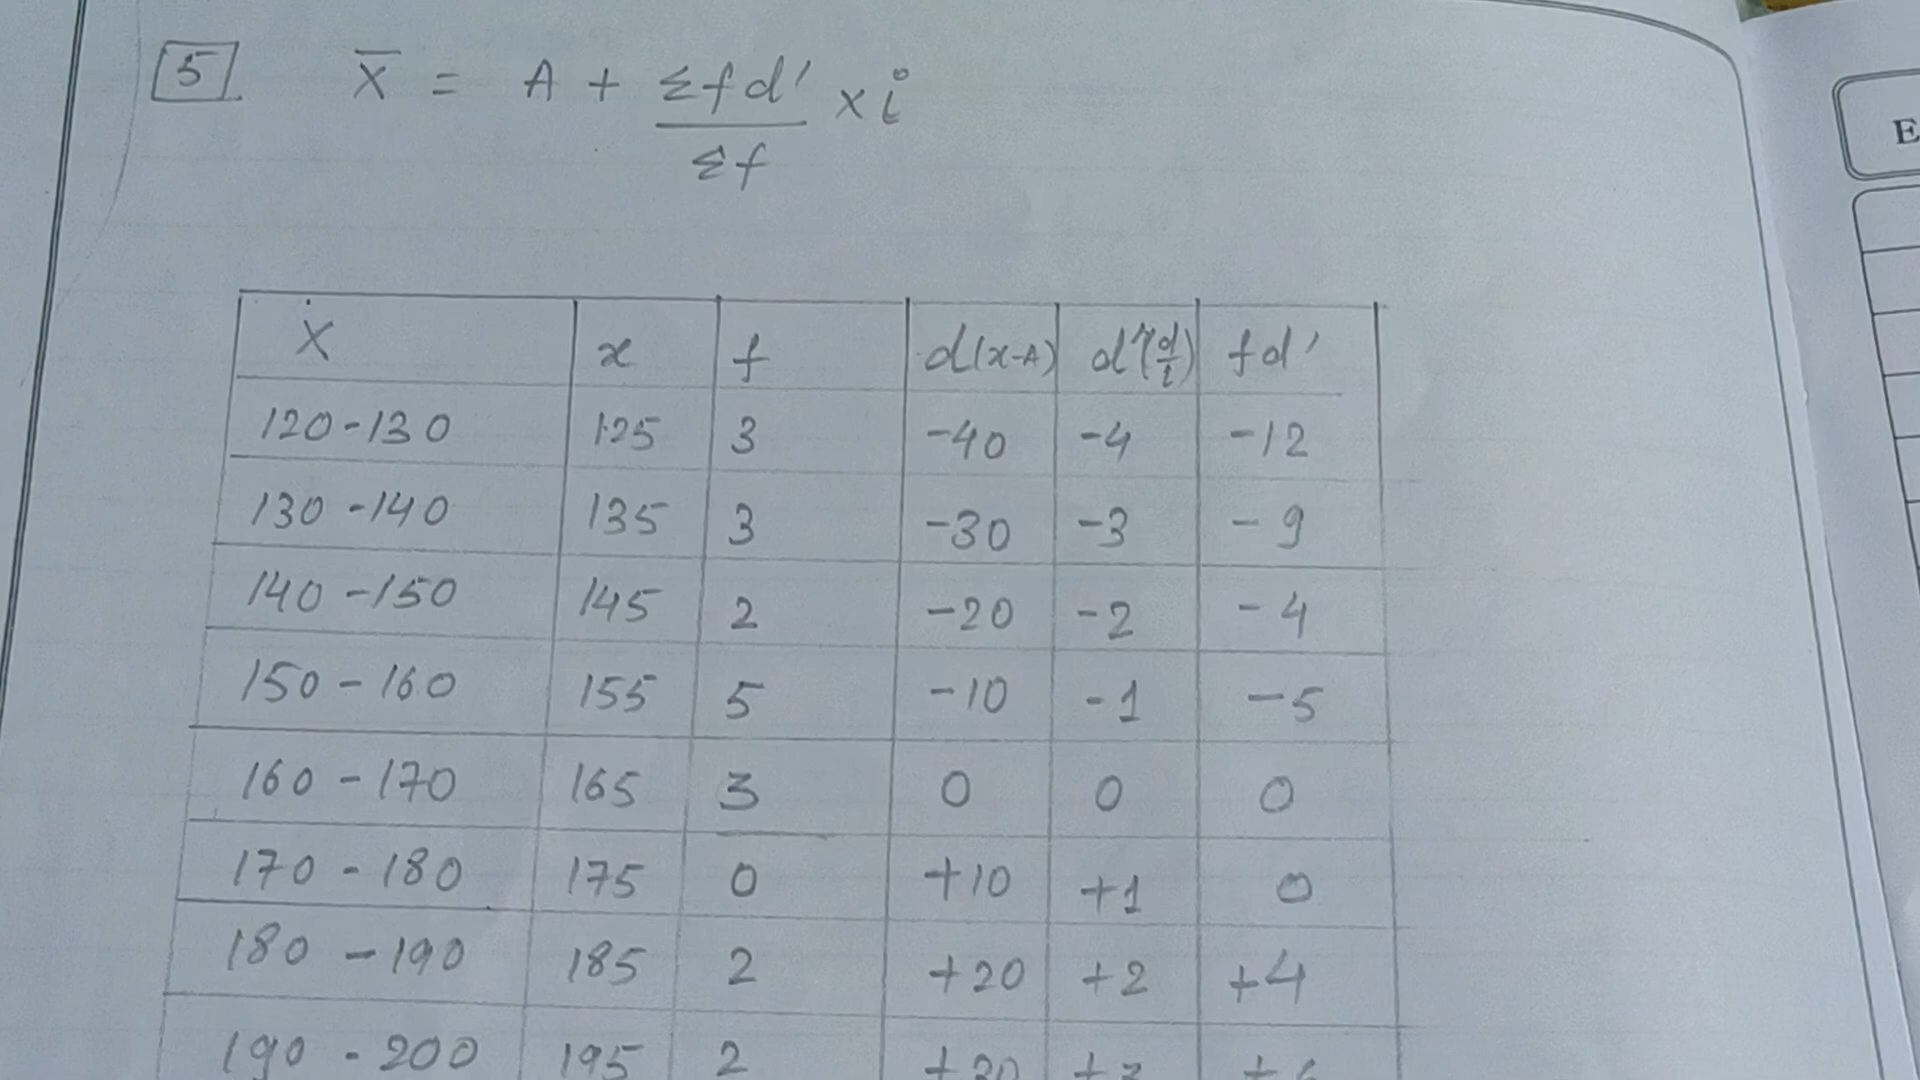 5 X̄ = A + Σfd' / Σf × i
X x f d(x-A) d'(d/i) fd'
120-130 125 3 -40 -4 -12
130-140 135 3 -30 -3 -9
140-150 145 2 -20 -2 -4
150-160 155 5 -10 -1 -5
160-170 165 3 0 0 0
170-180 175 0 +10 +1 0
180-190 185 2 +20 +2 +4
190-200 195 2 +30 +3
E